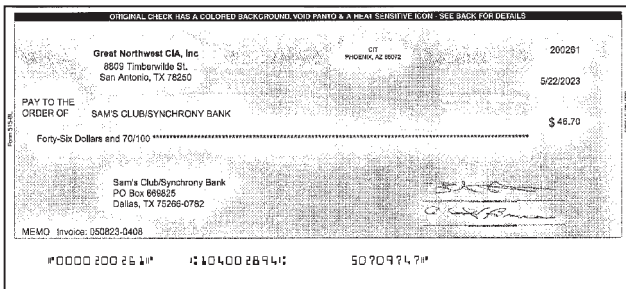 ORIGINAL CHECK HAS A COLORED BACKGROUND, VOID PANTO & A HEAT SENSITIVE ICON - SEE BACK FOR DETAILS
Great Northwest CIA, Inc
8809 Timberwilde St.
San Antonio, TX 78250
CIT
PHOENIX, AZ 85072
200261
5/22/2023
PAY TO THE
ORDER OF SAM'S CLUB/SYNCHRONY BANK
$ 46.70
Forty-Six Dollars and 70/100 ****
Sam's Club/Synchrony Bank
PO Box 669825
Dallas, TX 75266-0782
MEMO Invoice: 050823-0408
⑈0000200261⑈ ⑆104002894⑆ 50709747⑈